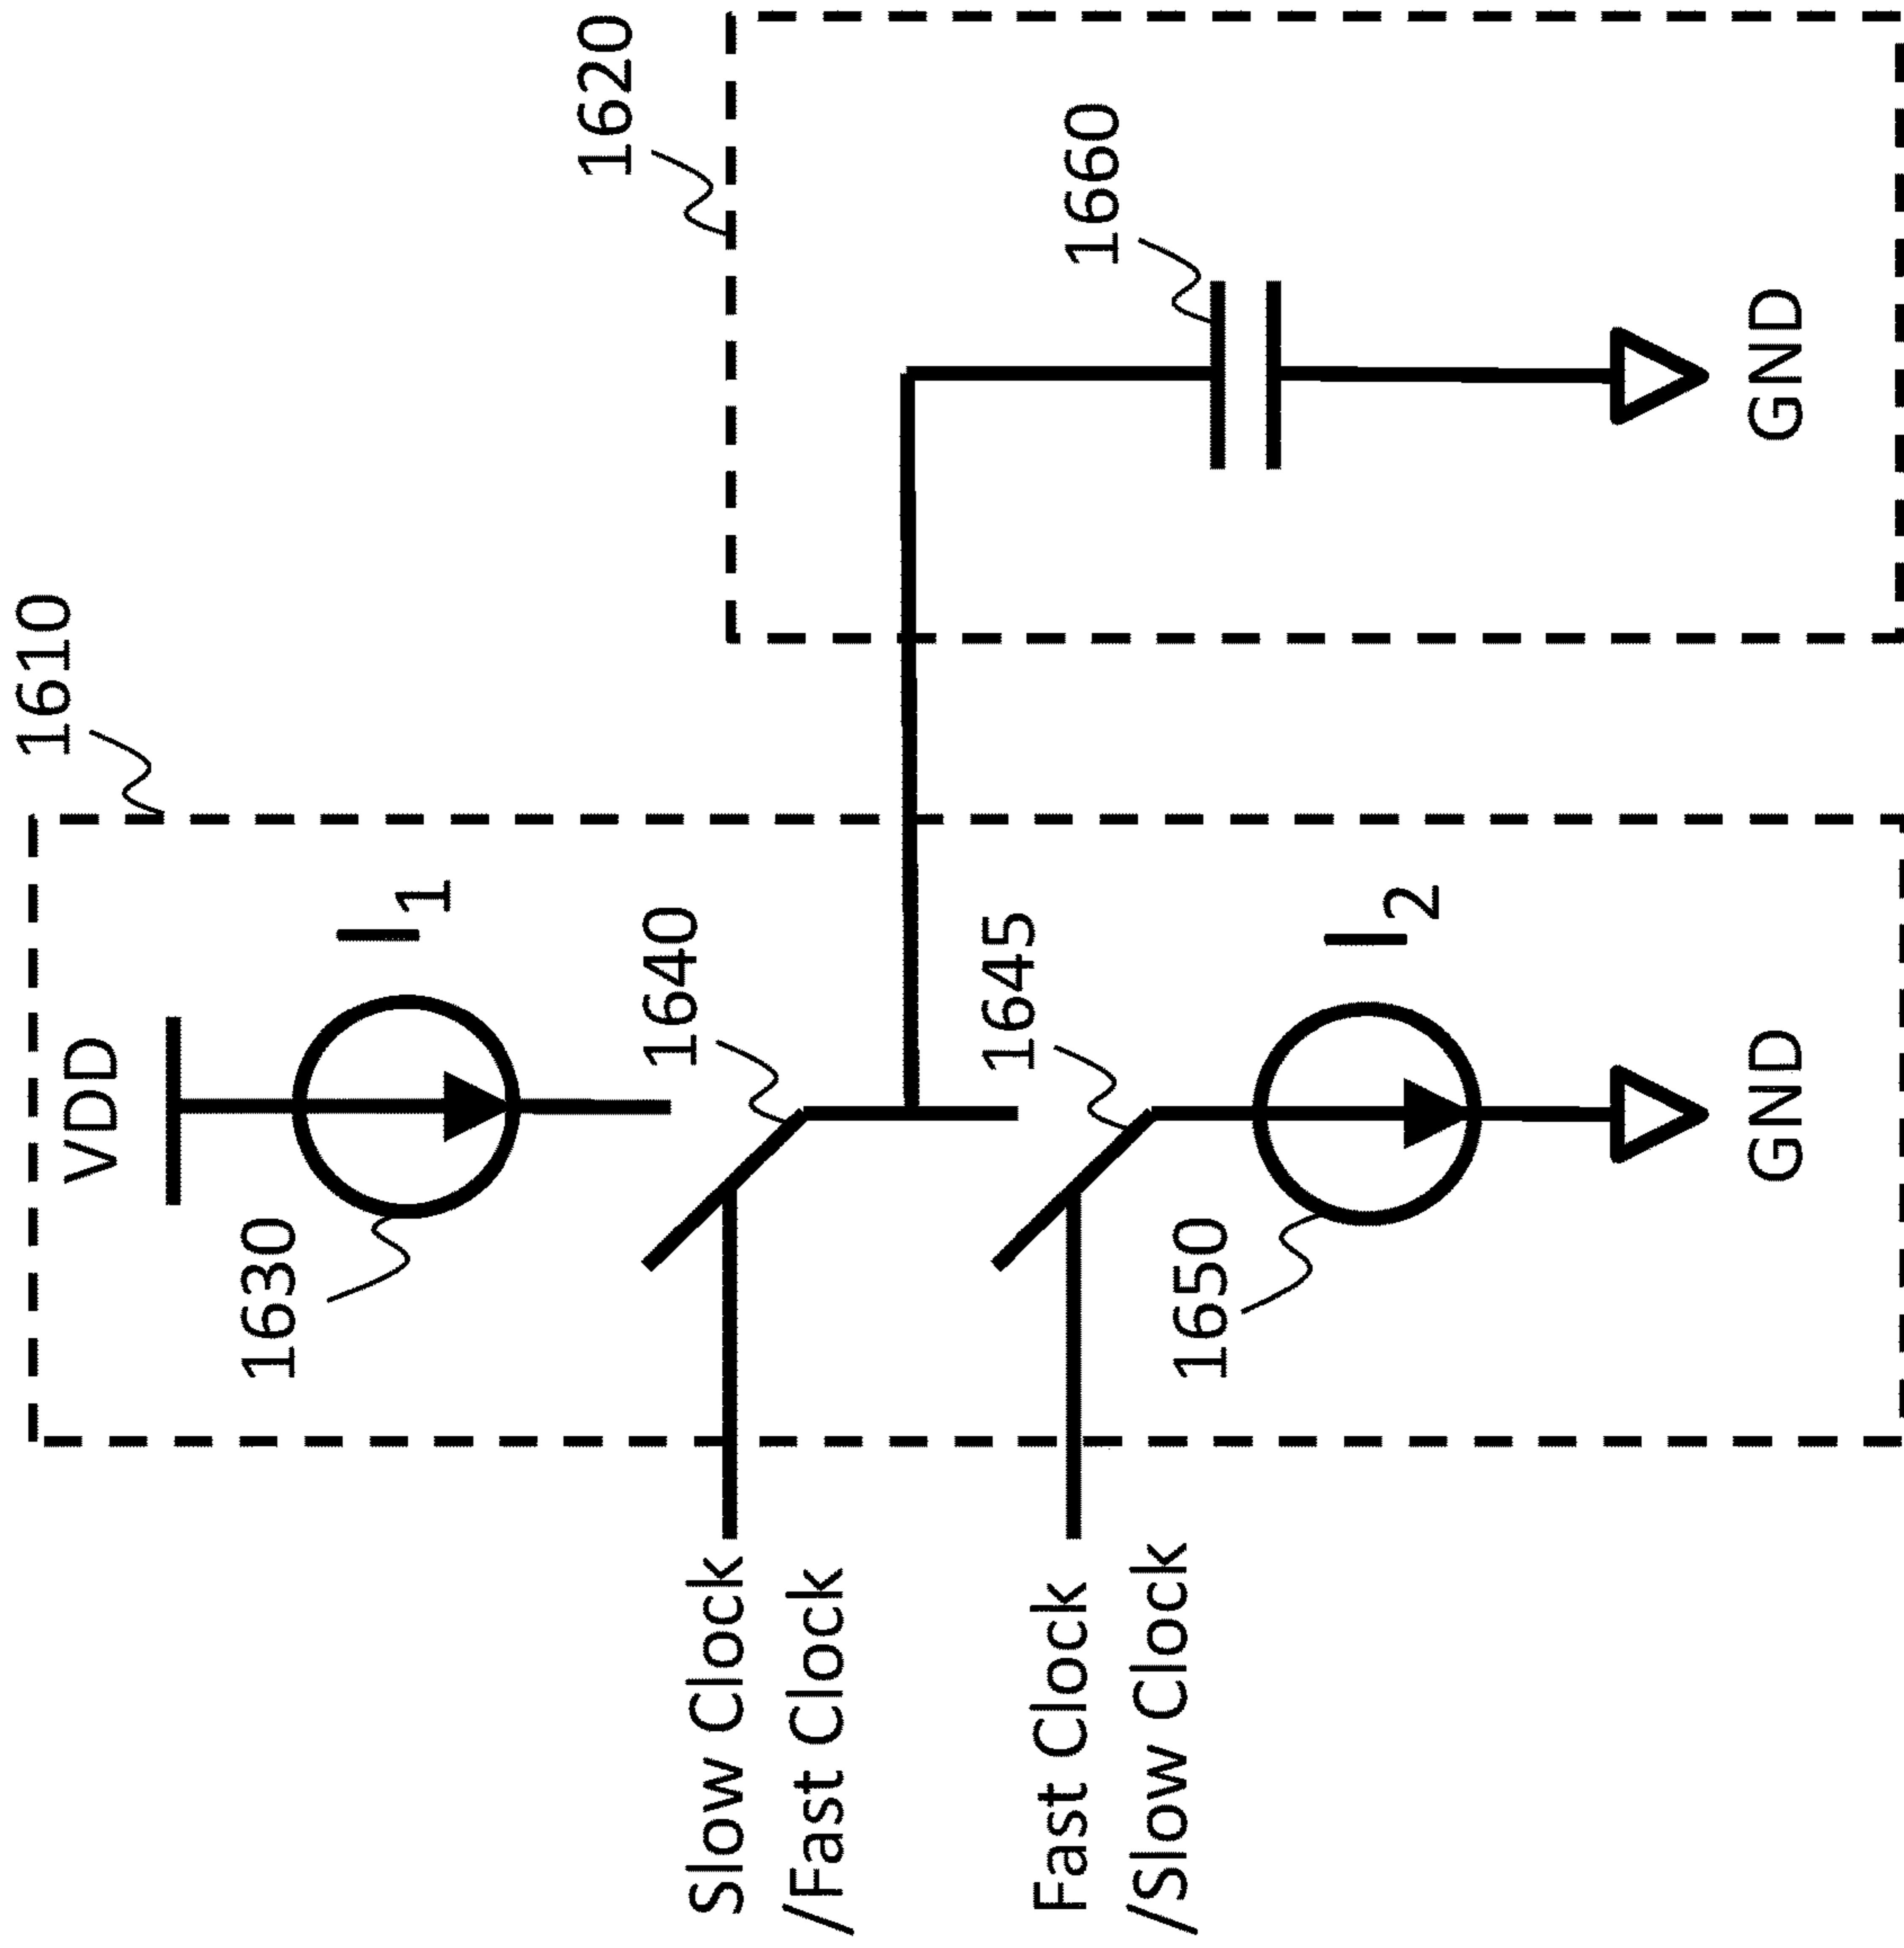 1610
1620
VDD
1630
I1
1640
Slow Clock
/Fast Clock
1645
Fast Clock
/Slow Clock
1650
I2
GND
1660
GND